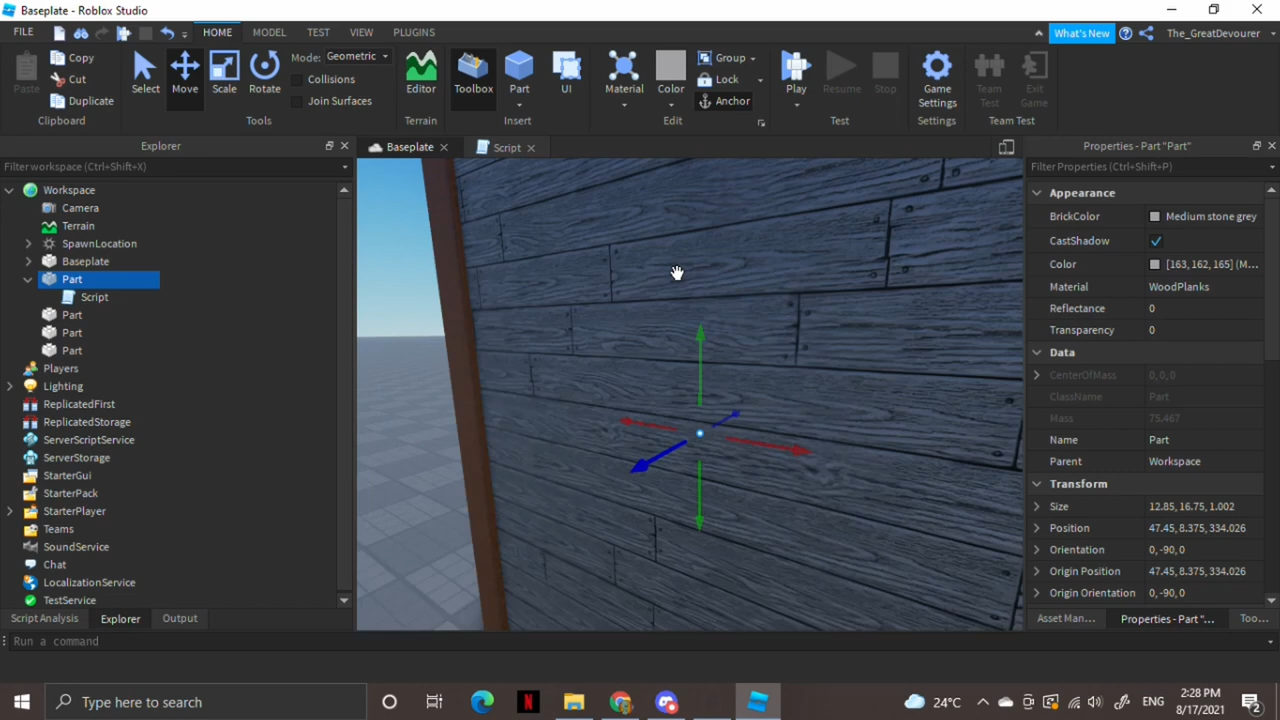 Baseplate - Roblox Studio
FILE HOME MODEL TEST VIEW PLUGINS What's New The_GreatDevourer
Paste Copy Cut Duplicate Clipboard
Select Move Scale Rotate Mode: Geometric Collisions Join Surfaces Tools
Editor Terrain
Toolbox Part UI Insert
Material Color Group Lock Anchor Edit
Play Resume Stop Test
Game Settings Settings
Team Test Exit Game Team Test
Explorer
Filter workspace (Ctrl+Shift+X)
Workspace
Camera
Terrain
SpawnLocation
Baseplate
Part
Script
Part
Part
Part
Players
Lighting
ReplicatedFirst
ReplicatedStorage
ServerScriptService
ServerStorage
StarterGui
StarterPack
StarterPlayer
Teams
SoundService
Chat
LocalizationService
TestService
Script Analysis Explorer Output
Baseplate Script
Properties - Part "Part"
Filter Properties (Ctrl+Shift+P)
Appearance
BrickColor Medium stone grey
CastShadow
Color [163, 162, 165] (M...
Material WoodPlanks
Reflectance 0
Transparency 0
Data
CenterOfMass 0, 0, 0
ClassName Part
Mass 75.467
Name Part
Parent Workspace
Transform
Size 12.85, 16.75, 1.002
Position 47.45, 8.375, 334.026
Orientation 0, -90, 0
Origin Position 47.45, 8.375, 334.026
Origin Orientation 0, -90, 0
Asset Man... Properties - Part "... Too...
Run a command
Type here to search
N
24°C
ENG
2:28 PM
8/17/2021
2